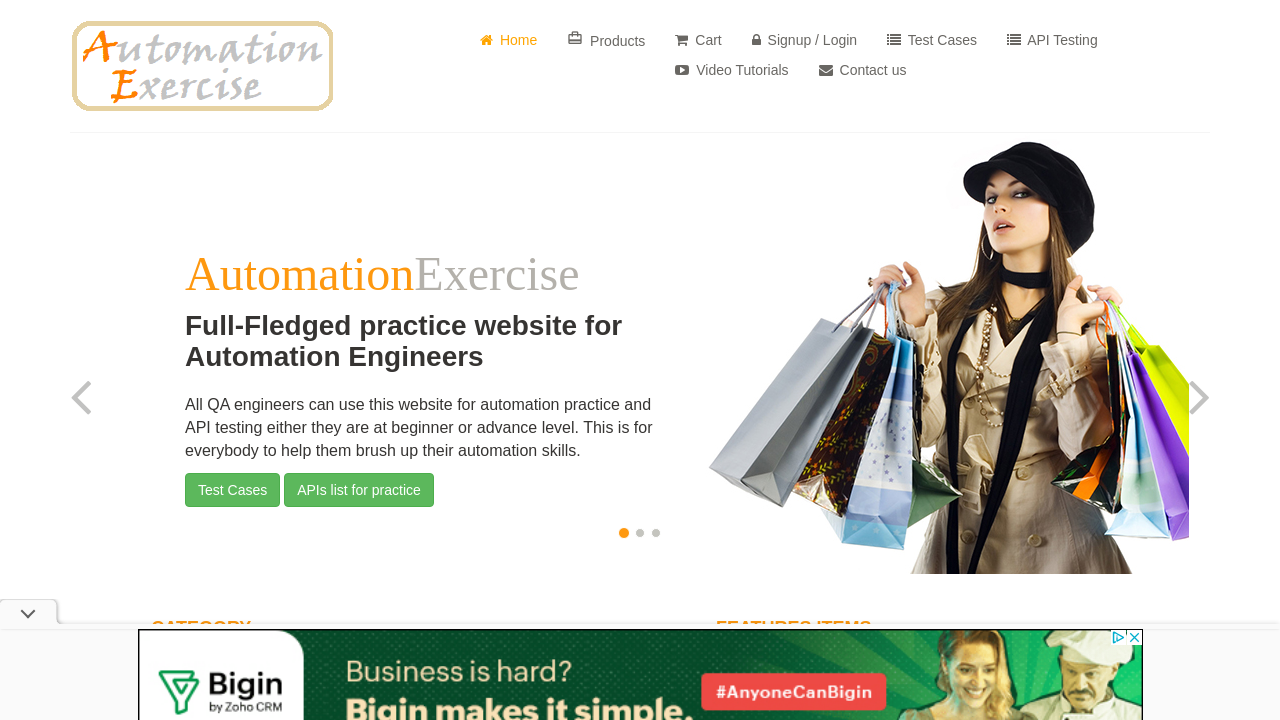 Automation
Exercise
Home Products Cart Signup / Login Test Cases API Testing
Video Tutorials Contact us
AutomationExercise
Full-Fledged practice website for
Automation Engineers
All QA engineers can use this website for automation practice and
API testing either they are at beginner or advance level. This is for
everybody to help them brush up their automation skills.
Test Cases APIs list for practice
CATEGORY FEATURES ITEMS
Bigin
by Zoho CRM
Business is hard?
Bigin makes it simple.
#AnyoneCanBigin